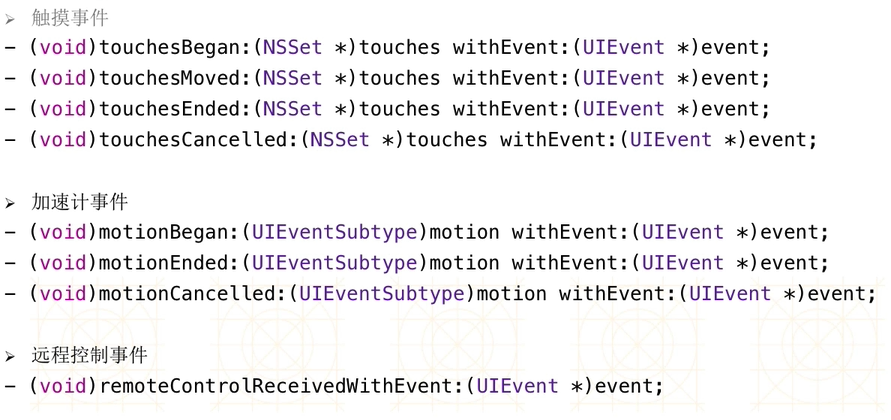 ➢ 触摸事件
- (void)touchesBegan:(NSSet *)touches withEvent:(UIEvent *)event;
- (void)touchesMoved:(NSSet *)touches withEvent:(UIEvent *)event;
- (void)touchesEnded:(NSSet *)touches withEvent:(UIEvent *)event;
- (void)touchesCancelled:(NSSet *)touches withEvent:(UIEvent *)event;
➢ 加速计事件
- (void)motionBegan:(UIEventSubtype)motion withEvent:(UIEvent *)event;
- (void)motionEnded:(UIEventSubtype)motion withEvent:(UIEvent *)event;
- (void)motionCancelled:(UIEventSubtype)motion withEvent:(UIEvent *)event;
➢ 远程控制事件
- (void)remoteControlReceivedWithEvent:(UIEvent *)event;